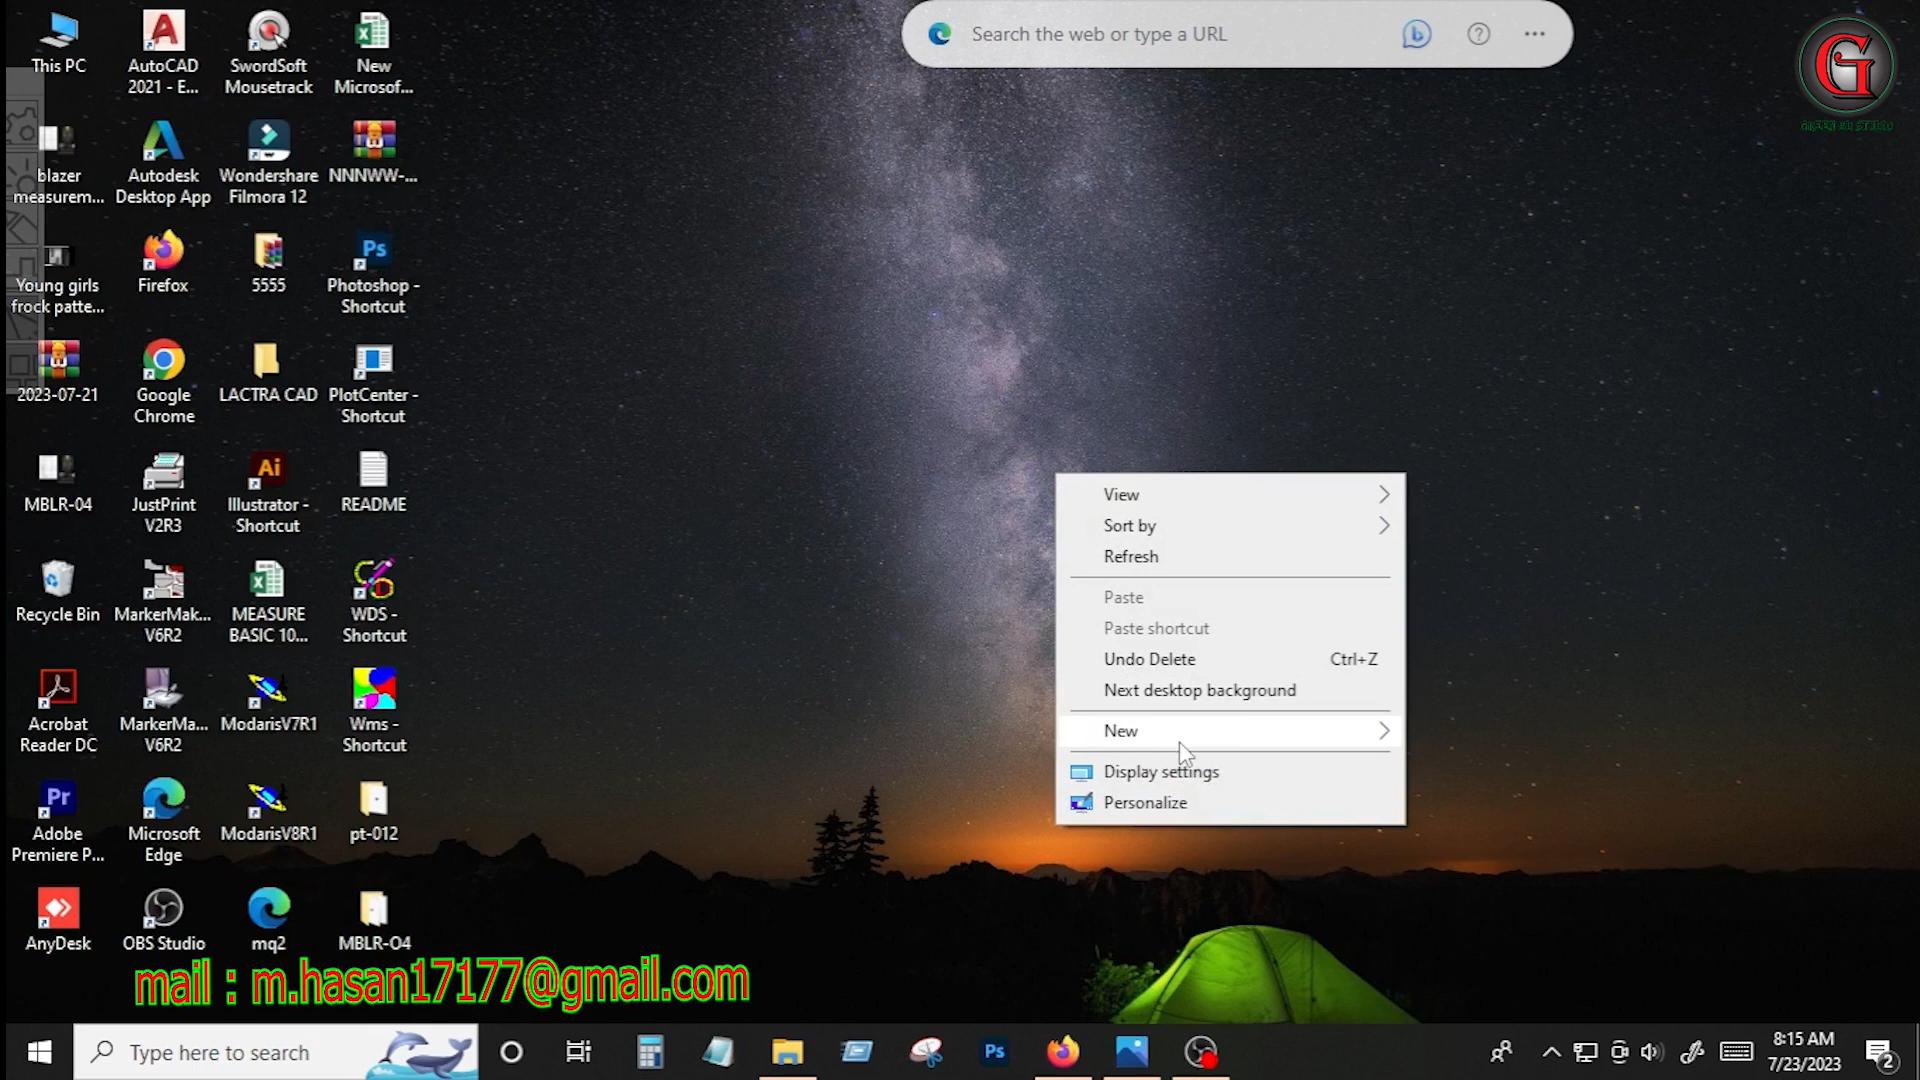 This PC
AutoCAD
2021 - E...
SwordSoft
Mousetrack
New
Microsof...
Search the web or type a URL
G
blazer
measurem...
Autodesk
Desktop App
Wondershare
Filmora 12
NNNWW-...
Young girls
frock patte...
Firefox
5555
Ps
Photoshop -
Shortcut
2023-07-21
Google
Chrome
LACTRA CAD
PlotCenter -
Shortcut
MBLR-04
JustPrint
V2R3
Ai
Illustrator -
Shortcut
README
Recycle Bin
MarkerMak...
V6R2
MEASURE
BASIC 10...
WDS -
Shortcut
Acrobat
Reader DC
MarkerMa...
V6R2
ModarisV7R1
Wms -
Shortcut
Pr
Adobe
Premiere P...
Microsoft
Edge
ModarisV8R1
pt-012
AnyDesk
OBS Studio
mq2
MBLR-O4
View
Sort by
Refresh
Paste
Paste shortcut
Undo Delete Ctrl+Z
Next desktop background
New
Display settings
Personalize
mail : m.hasan17177@gmail.com
Type here to search
Ps
8:15 AM
7/23/2023
2